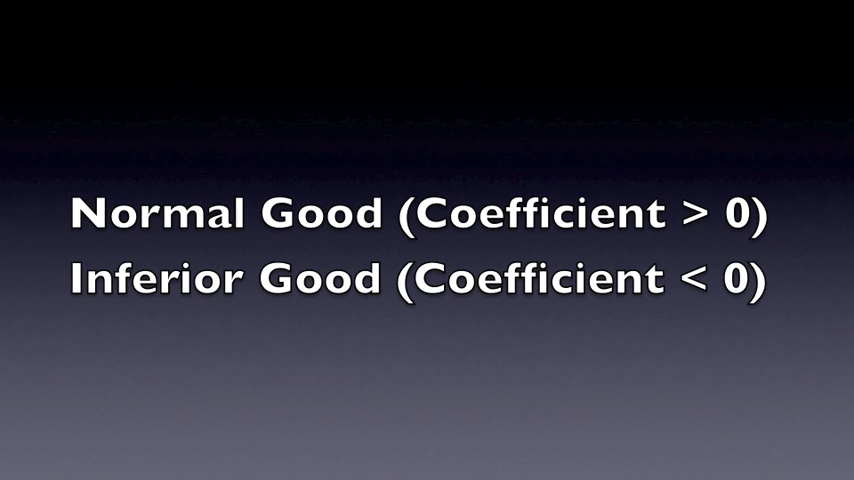 Normal Good (Coefficient > 0)
Inferior Good (Coefficient < 0)